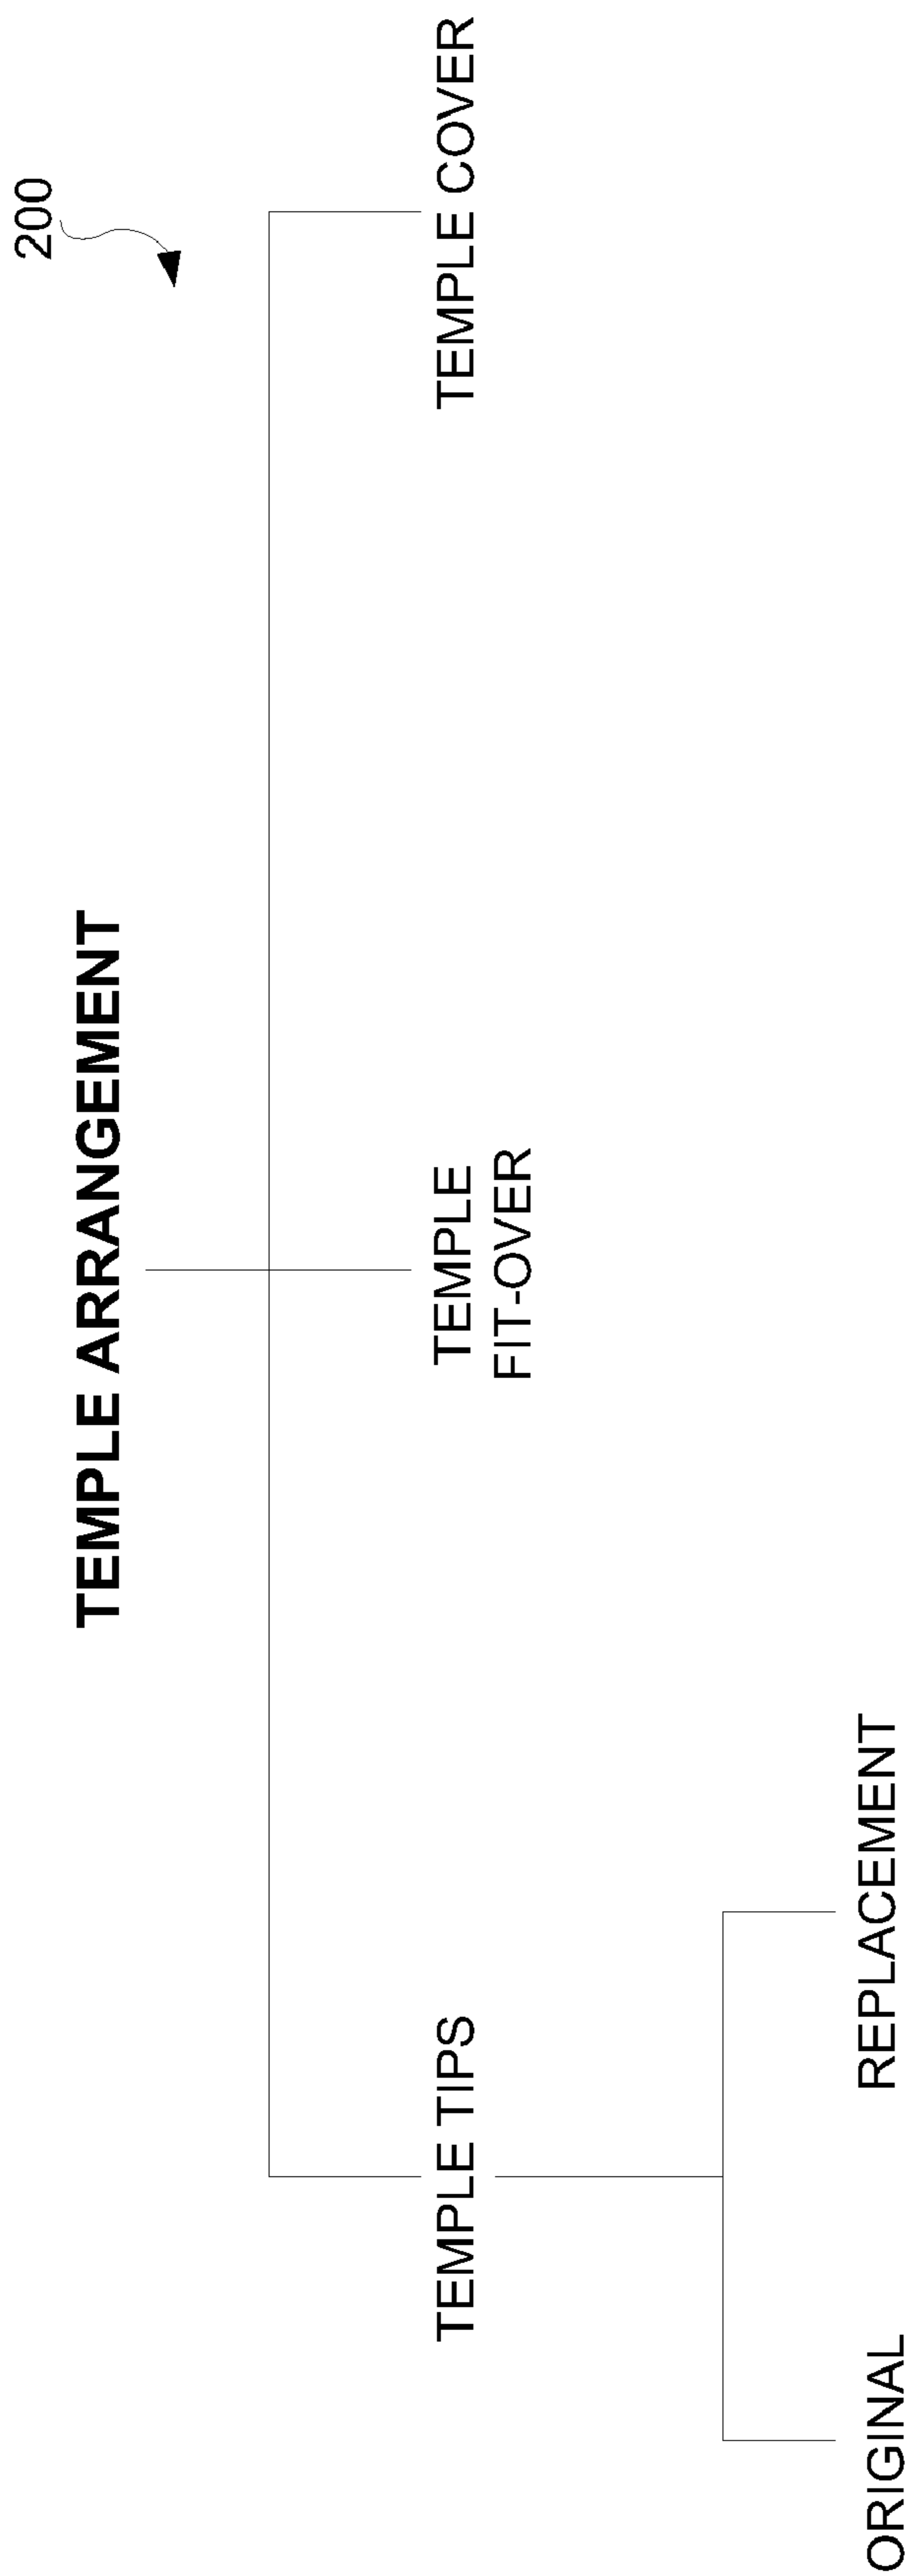 200
TEMPLE ARRANGEMENT
TEMPLE TIPS
TEMPLE
FIT-OVER
TEMPLE COVER
ORIGINAL
REPLACEMENT